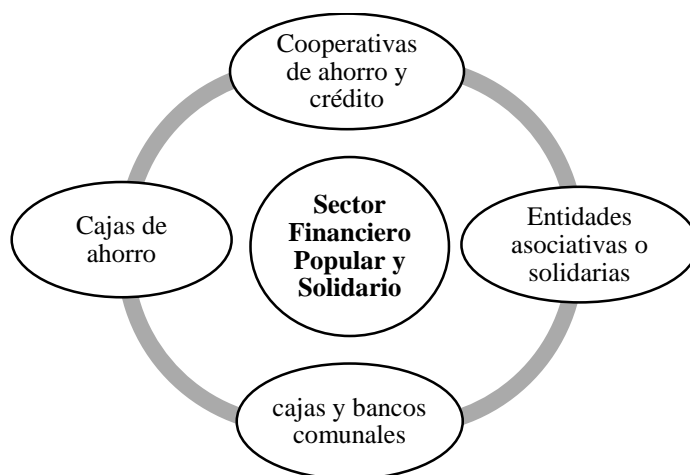 Cooperativas
de ahorro y
crédito
Cajas de
ahorro
Sector
Financiero
Popular y
Solidario
Entidades
asociativas o
solidarias
cajas y bancos
comunales